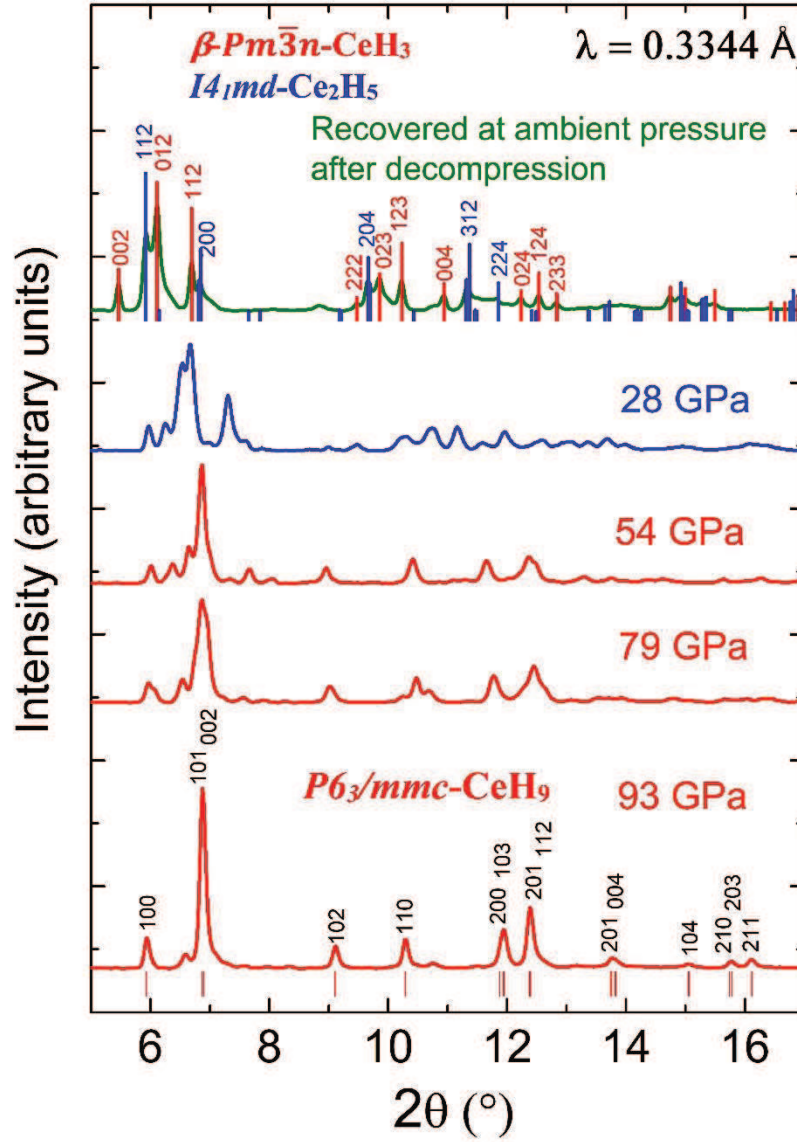 β-Pm3̄n-CeH₃
λ = 0.3344 Å
I4₁md-Ce₂H₅
Recovered at ambient pressure
after decompression
002
112
012
112
200
222
204
023
123
004
312
224
024
124
233
28 GPa
54 GPa
79 GPa
P6₃/mmc-CeH₉
93 GPa
100
101 002
102
110
200 103
201 112
201 004
104
210 203
211
6 8 10 12 14 16
2θ (°)
Intensity (arbitrary units)